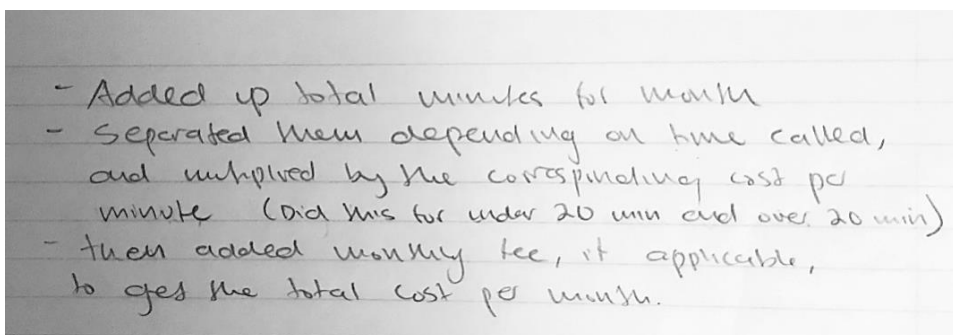 - Added up total minutes for month
- Separated them depending on time called,
and multiplied by the correspinding cost per
minute (Did this for under 20 min and over 20 min)
- then added monthly fee, if applicable,
to get the total cost per month.